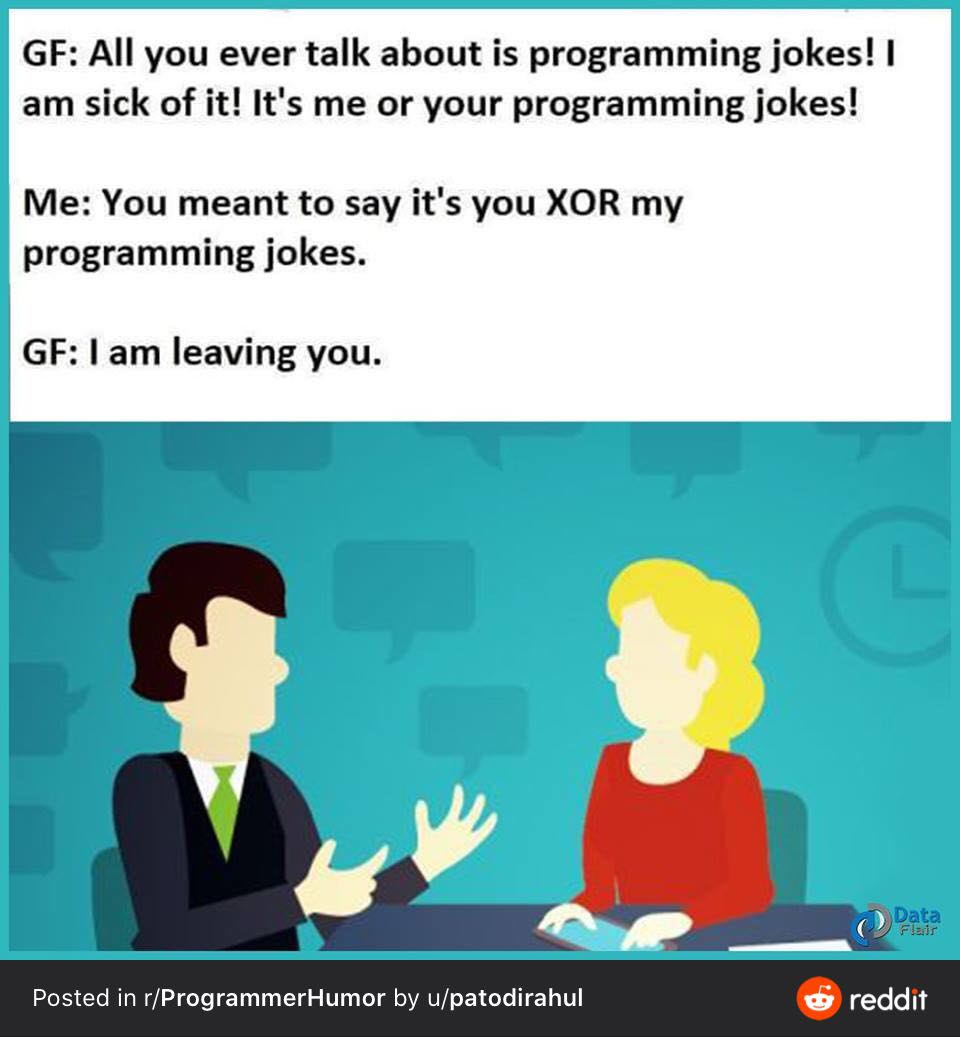 GF: All you ever talk about is programming jokes! I
am sick of it! It's me or your programming jokes!
Me: You meant to say it's you XOR my
programming jokes.
GF: I am leaving you.
Data
Flair
Posted in r/ProgrammerHumor by u/patodirahul
reddit